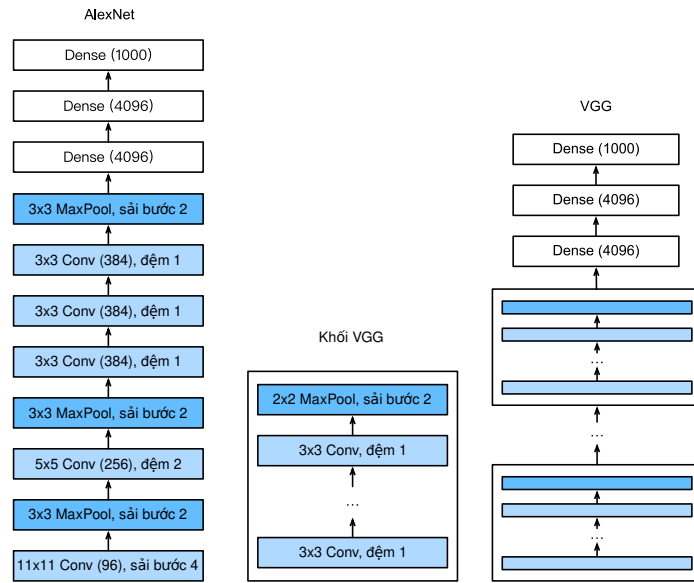 AlexNet
Dense (1000)
Dense (4096)
Dense (4096)
3x3 MaxPool, sải bước 2
3x3 Conv (384), đệm 1
3x3 Conv (384), đệm 1
3x3 Conv (384), đệm 1
3x3 MaxPool, sải bước 2
5x5 Conv (256), đệm 2
3x3 MaxPool, sải bước 2
11x11 Conv (96), sải bước 4
Khối VGG
2x2 MaxPool, sải bước 2
3x3 Conv, đệm 1
...
3x3 Conv, đệm 1
VGG
Dense (1000)
Dense (4096)
Dense (4096)
...
...
...